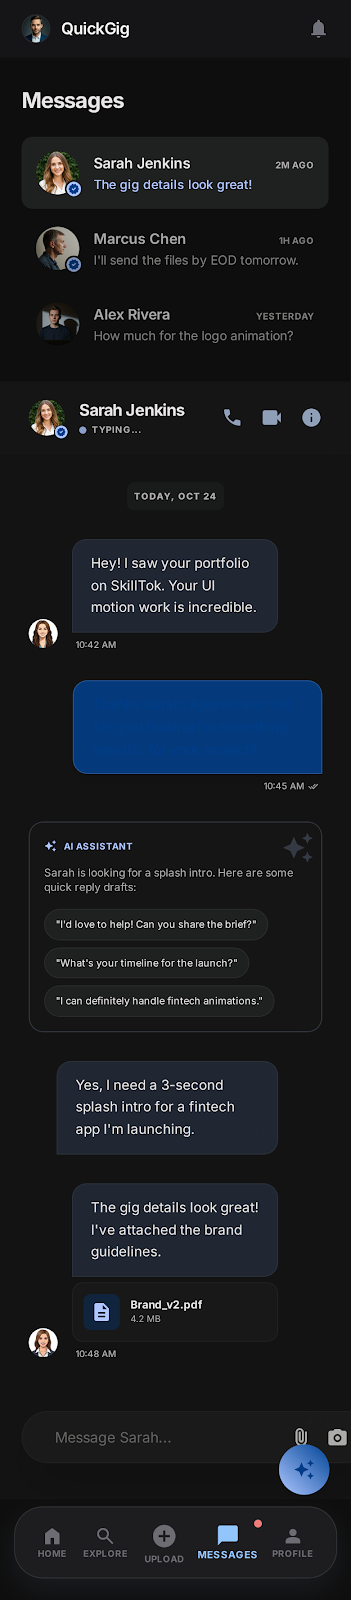 QuickGig
Messages
Sarah Jenkins
2M AGO
The gig details look great!
Marcus Chen
1H AGO
I'll send the files by EOD tomorrow.
Alex Rivera
YESTERDAY
How much for the logo animation?
Sarah Jenkins
TYPING...
TODAY, OCT 24
Hey! I saw your portfolio
on SkillTok. Your UI
motion work is incredible.
10:42 AM
10:45 AM
AI ASSISTANT
Sarah is looking for a splash intro. Here are some
quick reply drafts:
"I'd love to help! Can you share the brief?"
"What's your timeline for the launch?"
"I can definitely handle fintech animations."
Yes, I need a 3-second
splash intro for a fintech
app I'm launching.
The gig details look great!
I've attached the brand
guidelines.
Brand_v2.pdf
4.2 MB
10:48 AM
Message Sarah...
HOME
EXPLORE
UPLOAD
MESSAGES
PROFILE